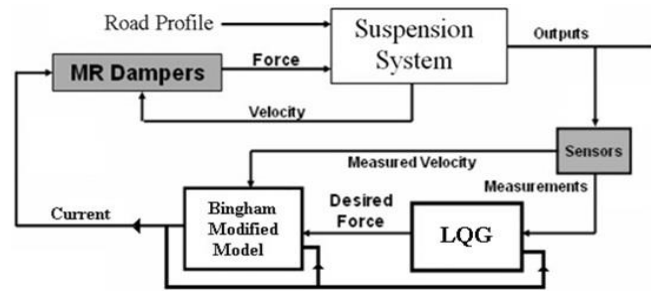 Road Profile
Suspension
System
Outputs
MR Dampers
Force
Velocity
Sensors
Measured Velocity
Measurements
Desired
Force
Current
Bingham
Modified
Model
LQG